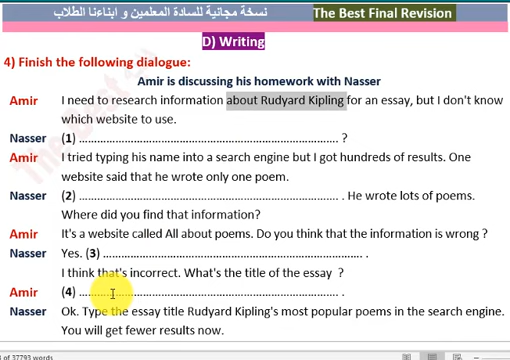 نسخة مجانية للسادة المعلمين و ابناءنا الطلاب The Best Final Revision
D) Writing
4) Finish the following dialogue:
Amir is discussing his homework with Nasser
Amir I need to research information about Rudyard Kipling for an essay, but I don't know
which website to use.
Nasser (1) ........................................................................... ?
Amir I tried typing his name into a search engine but I got hundreds of results. One
website said that he wrote only one poem.
Nasser (2) ........................................................................... . He wrote lots of poems.
Where did you find that information?
Amir It's a website called All about poems. Do you think that the information is wrong ?
Nasser Yes. (3) ........................................................................... .
I think that's incorrect. What's the title of the essay ?
Amir (4) ........................................................................... .
Nasser Ok. Type the essay title Rudyard Kipling's most popular poems in the search engine.
You will get fewer results now.
of 37793 words